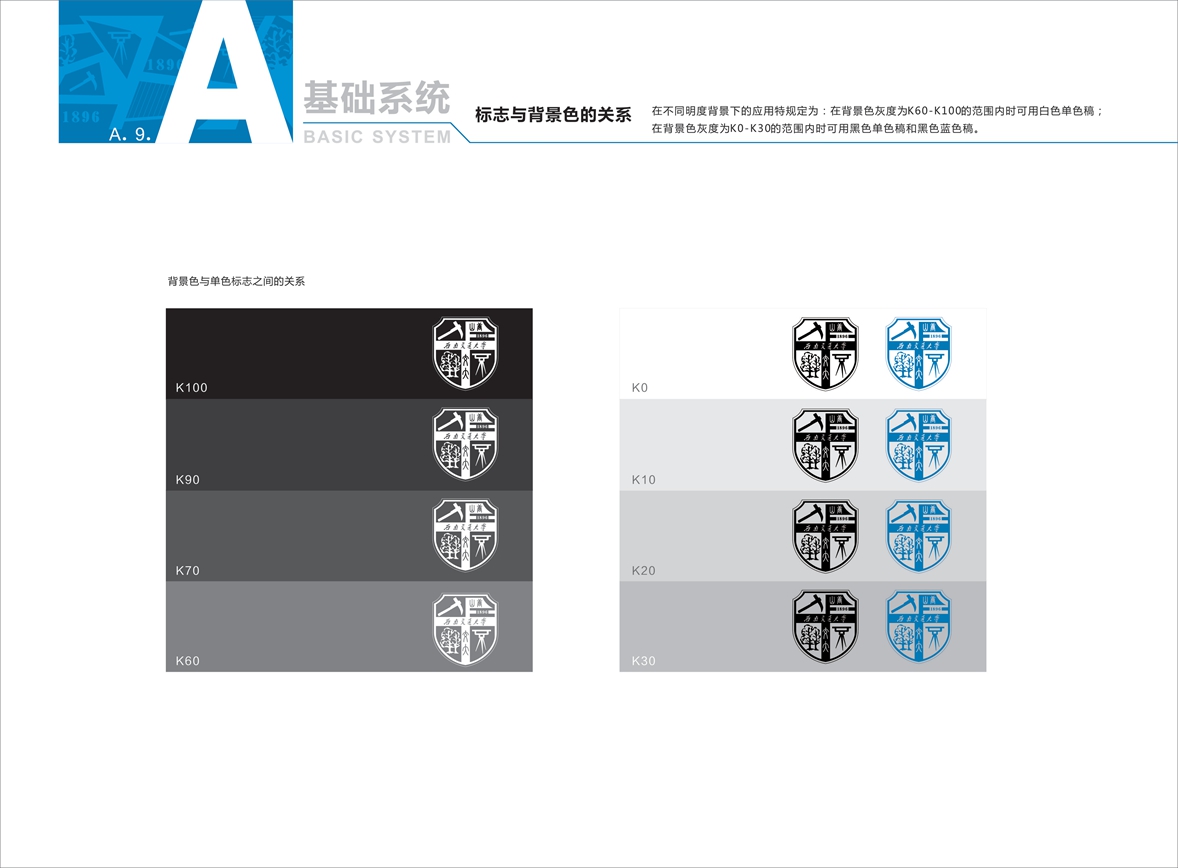 1896
1896
A. 9.
A
基础系统
BASIC SYSTEM
标志与背景色的关系
在不同明度背景下的应用特规定为：在背景色灰度为K60-K100的范围内时可用白色单色稿；
在背景色灰度为K0-K30的范围内时可用黑色单色稿和黑色蓝色稿。
背景色与单色标志之间的关系
K100
K90
K70
K60
K0
K10
K20
K30